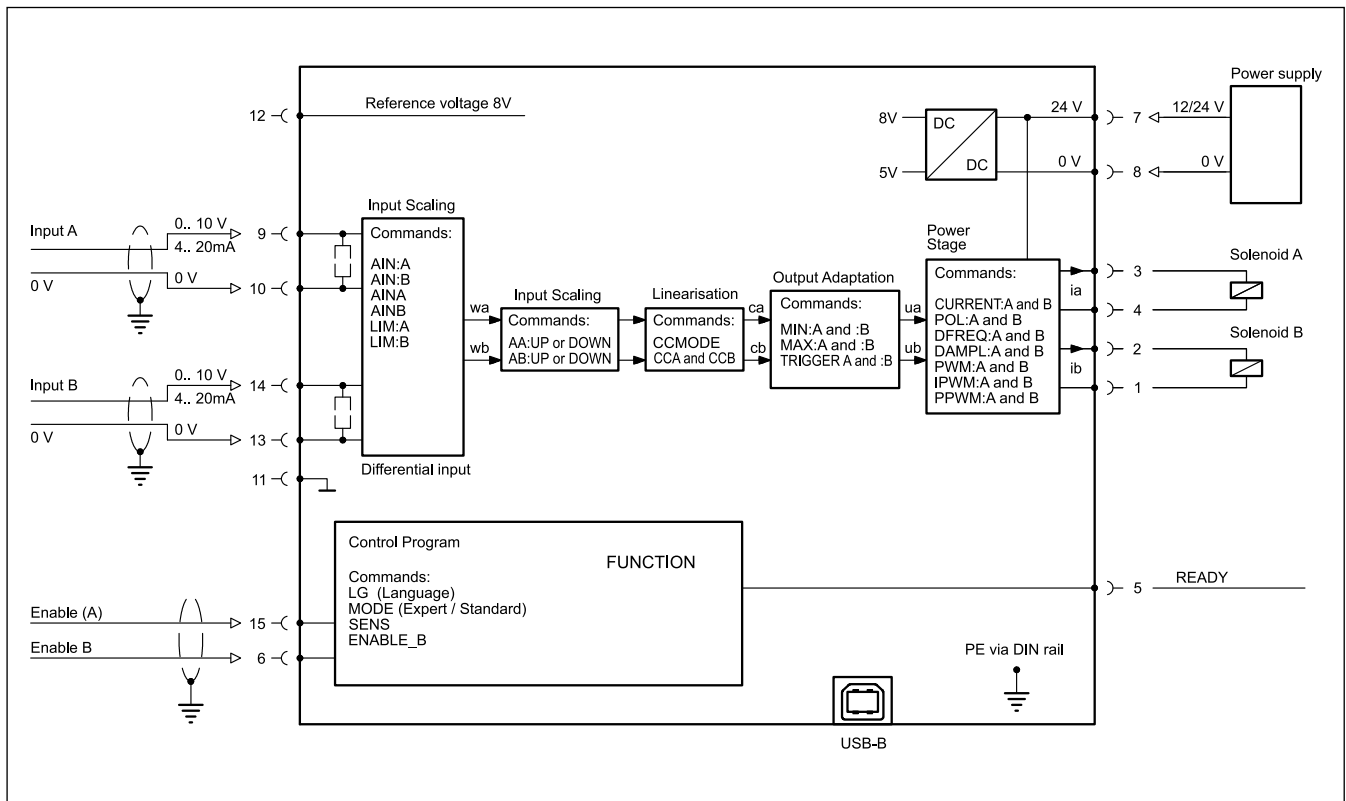 Power supply
12
Reference voltage 8V
8V
DC
DC
5V
24 V
7
12/24 V
0 V
8
0 V
Input A
0.. 10 V
4.. 20mA
9
0 V
0 V
10
Input Scaling
Commands:
AIN:A
AIN:B
AINA
AINB
LIM:A
LIM:B
Differential input
wa
wb
Input Scaling
Commands:
AA:UP or DOWN
AB:UP or DOWN
Linearisation
Commands:
CCMODE
CCA and CCB
ca
cb
Output Adaptation
Commands:
MIN:A and :B
MAX:A and :B
TRIGGER A and :B
ua
ub
Power
Stage
Commands:
CURRENT:A and B
POL:A and B
DFREQ:A and B
DAMPL:A and B
PWM:A and B
IPWM:A and B
PPWM:A and B
ia
ib
3
4
2
1
Solenoid A
Solenoid B
Input B
0.. 10 V
4.. 20mA
14
0 V
0 V
13
11
Control Program
FUNCTION
Commands:
LG (Language)
MODE (Expert / Standard)
SENS
ENABLE_B
Enable (A)
15
Enable B
6
5
READY
PE via DIN rail
USB-B